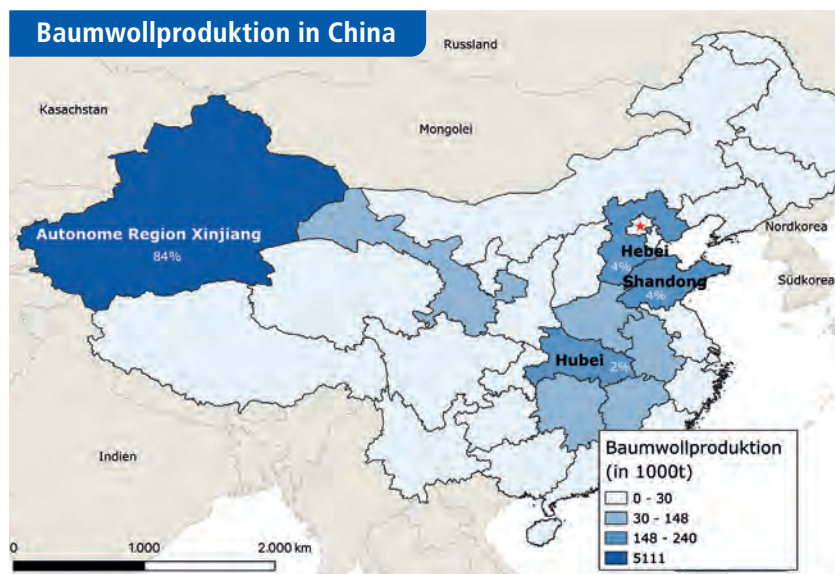 Baumwollproduktion in China
Russland
Kasachstan
Mongolei
Autonome Region Xinjiang
84%
Nordkorea
Hebei
4%
Shandong
4%
Südkorea
Hubei 2%
Indien
Baumwollproduktion
(in 1000t)
0 - 30
30 - 148
148 - 240
5111
0 1.000 2.000 km